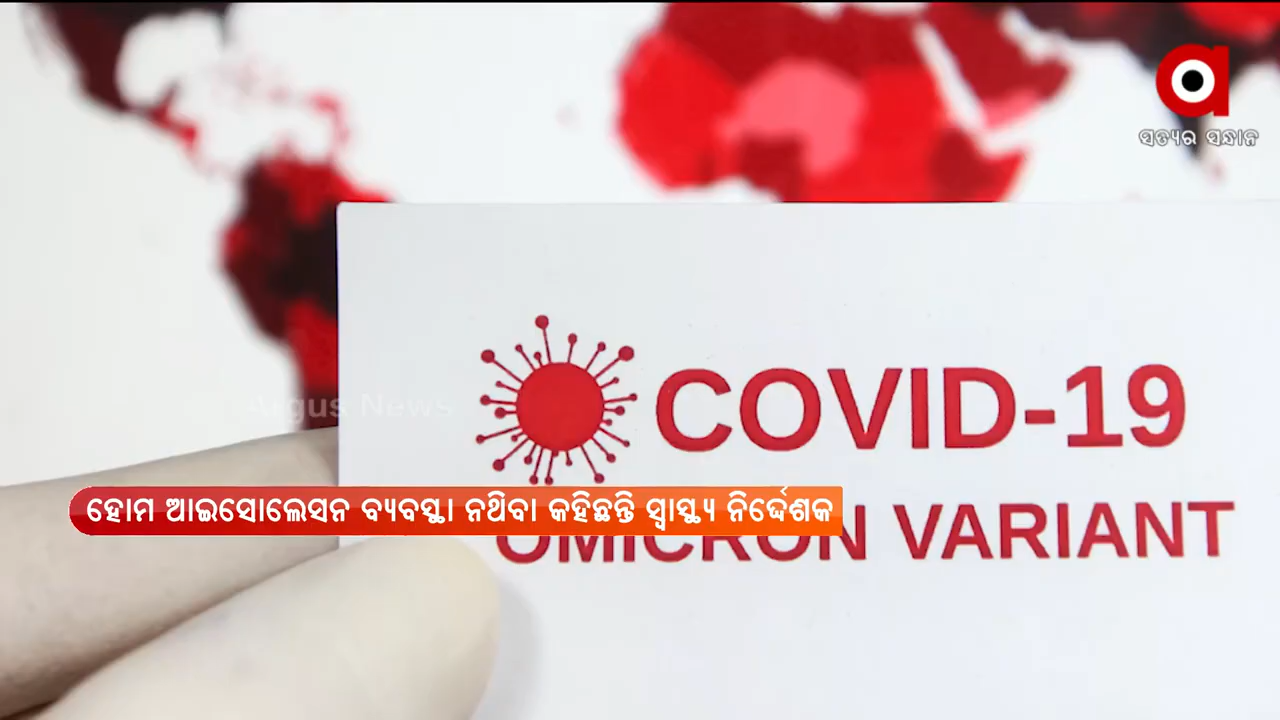 ସତ୍ୟର ସନ୍ଧାନ
COVID-19
Argus News
ହୋମ ଆଇସୋଲେସନ ବ୍ୟବସ୍ଥା ନଥିବା କହିଛନ୍ତି ସ୍ୱାସ୍ଥ୍ୟ ନିର୍ଦ୍ଦେଶକ
OMICRON VARIANT